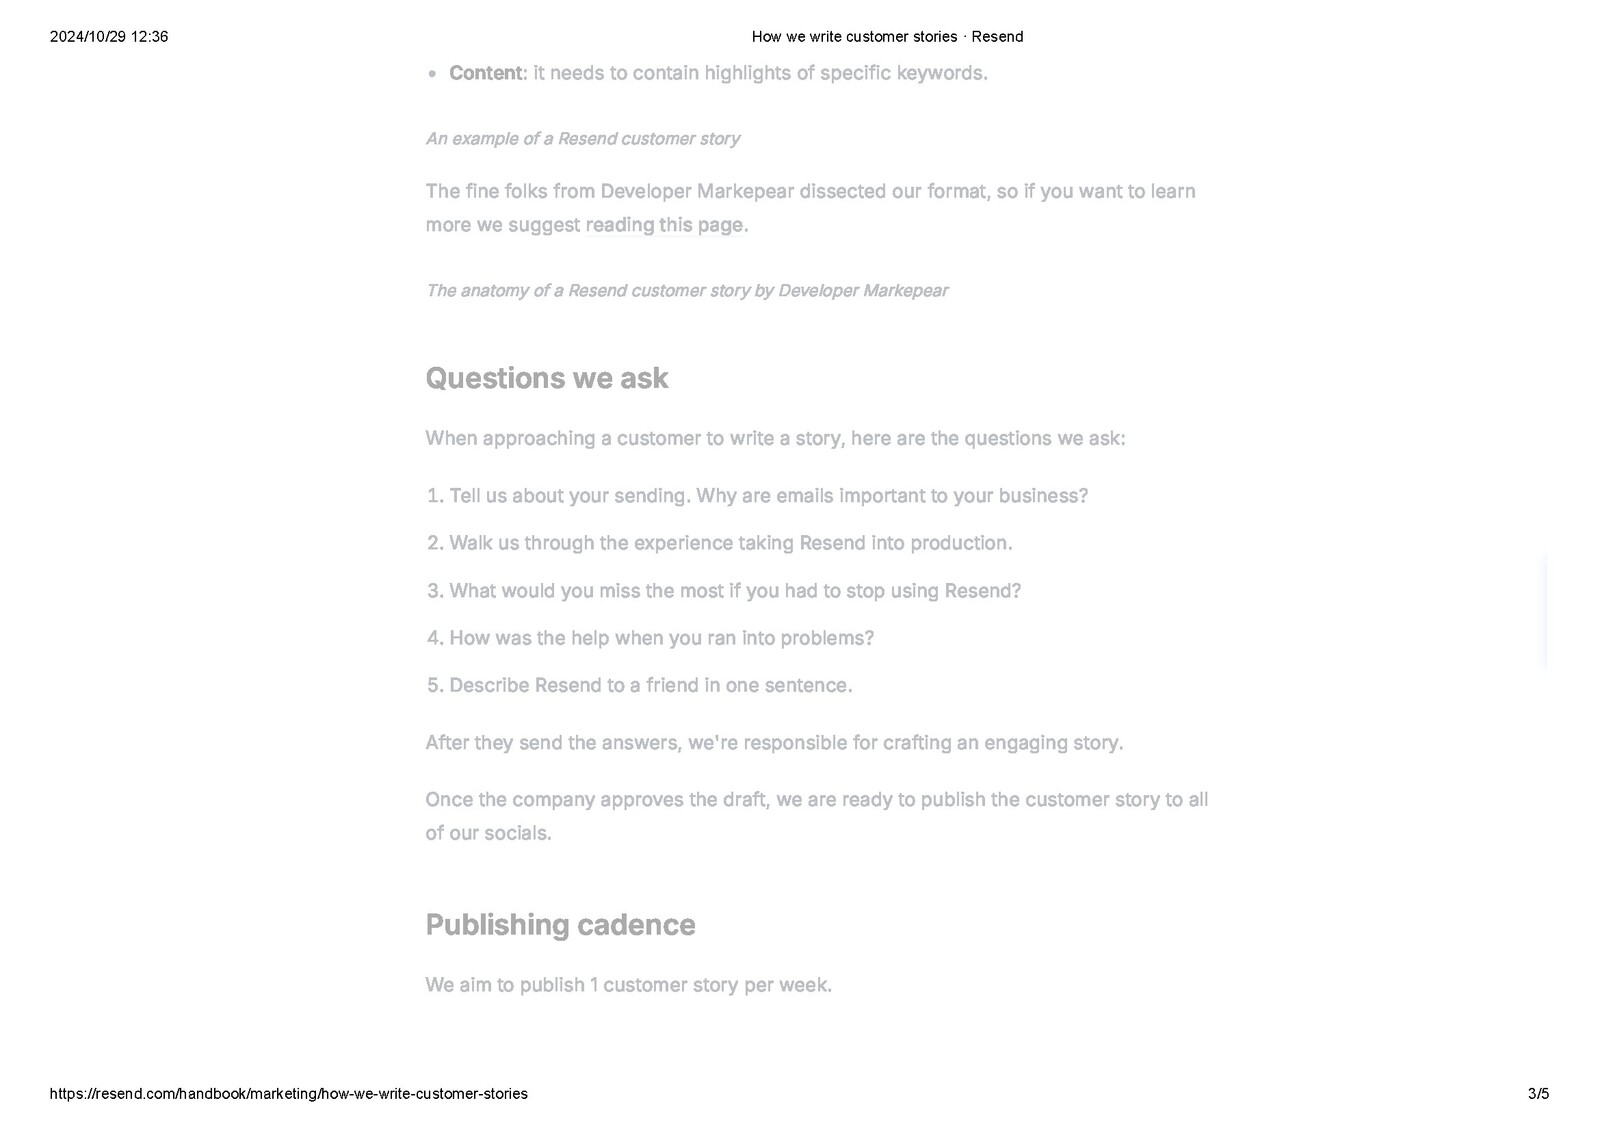 2024/10/29 12:36
How we write customer stories · Resend
• Content: it needs to contain highlights of specific keywords.
An example of a Resend customer story
The fine folks from Developer Markepear dissected our format, so if you want to learn
more we suggest reading this page.
The anatomy of a Resend customer story by Developer Markepear
Questions we ask
When approaching a customer to write a story, here are the questions we ask:
1. Tell us about your sending. Why are emails important to your business?
2. Walk us through the experience taking Resend into production.
3. What would you miss the most if you had to stop using Resend?
4. How was the help when you ran into problems?
5. Describe Resend to a friend in one sentence.
After they send the answers, we're responsible for crafting an engaging story.
Once the company approves the draft, we are ready to publish the customer story to all
of our socials.
Publishing cadence
We aim to publish 1 customer story per week.
https://resend.com/handbook/marketing/how-we-write-customer-stories
3/5